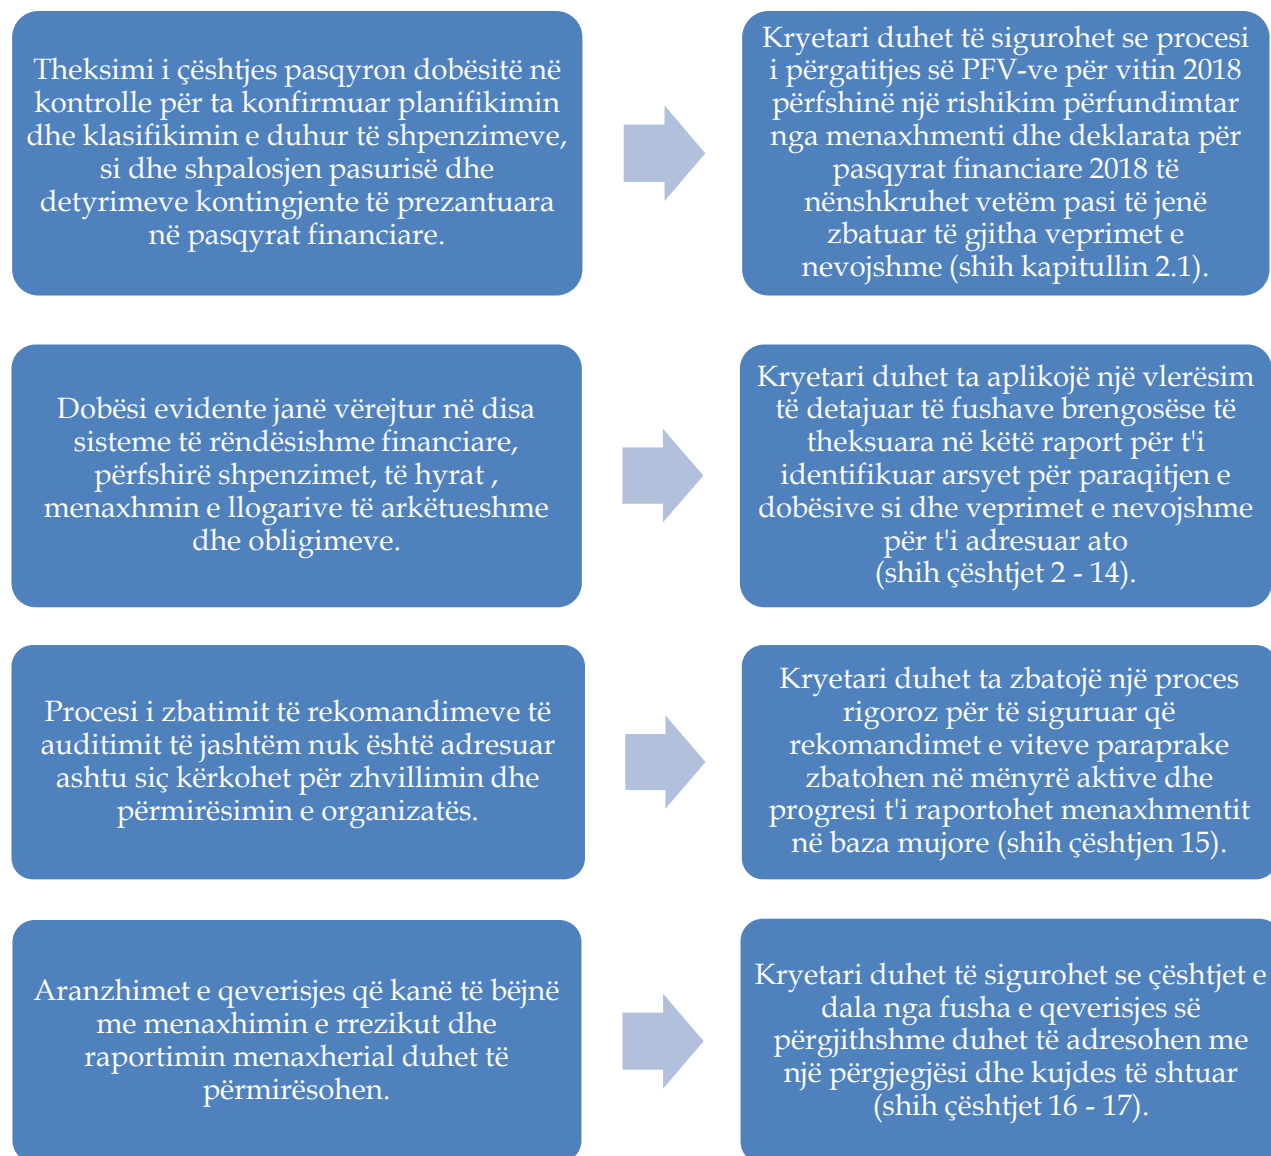 Theksimi i çështjes pasqyron dobësitë në
kontrolle për ta konfirmuar planifikimin
dhe klasifikimin e duhur të shpenzimeve,
si dhe shpalosjen pasurisë dhe
detyrimeve kontingjente të prezantuara
në pasqyrat financiare.
Kryetari duhet të sigurohet se procesi
i përgatitjes së PFV-ve për vitin 2018
përfshinë një rishikim përfundimtar
nga menaxhmenti dhe deklarata për
pasqyrat financiare 2018 të
nënshkruhet vetëm pasi të jenë
zbatuar të gjitha veprimet e
nevojshme (shih kapitullin 2.1).
Dobësi evidente janë vërejtur në disa
sisteme të rëndësishme financiare,
përfshirë shpenzimet, të hyrat ,
menaxhmin e llogarive të arkëtueshme
dhe obligimeve.
Kryetari duhet ta aplikojë një vlerësim
të detajuar të fushave brengosëse të
theksuara në këtë raport për t'i
identifikuar arsyet për paraqitjen e
dobësive si dhe veprimet e nevojshme
për t'i adresuar ato
(shih çështjet 2 - 14).
Procesi i zbatimit të rekomandimeve të
auditimit të jashtëm nuk është adresuar
ashtu siç kërkohet për zhvillimin dhe
përmirësimin e organizatës.
Kryetari duhet ta zbatojë një proces
rigoroz për të siguruar që
rekomandimet e viteve paraprake
zbatohen në mënyrë aktive dhe
progresi t'i raportohet menaxhmentit
në baza mujore (shih çështjen 15).
Aranzhimet e qeverisjes që kanë të bëjnë
me menaxhimin e rrezikut dhe
raportimin menaxherial duhet të
përmirësohen.
Kryetari duhet të sigurohet se çështjet e
dala nga fusha e qeverisjes së
përgjithshme duhet të adresohen me
një përgjegjësi dhe kujdes të shtuar
(shih çështjet 16 - 17).